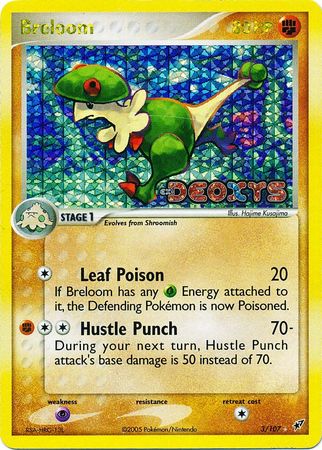 Breloom 80HP
DEOXYS
Illus. Hajime Kusajima
STAGE 1
Evolves from Shroomish
Leaf Poison 20
If Breloom has any Energy attached to
it, the Defending Pokémon is now Poisoned.
Hustle Punch 70-
During your next turn, Hustle Punch
attack's base damage is 50 instead of 70.
weakness resistance retreat cost
©2005 Pokémon/Nintendo 3/107